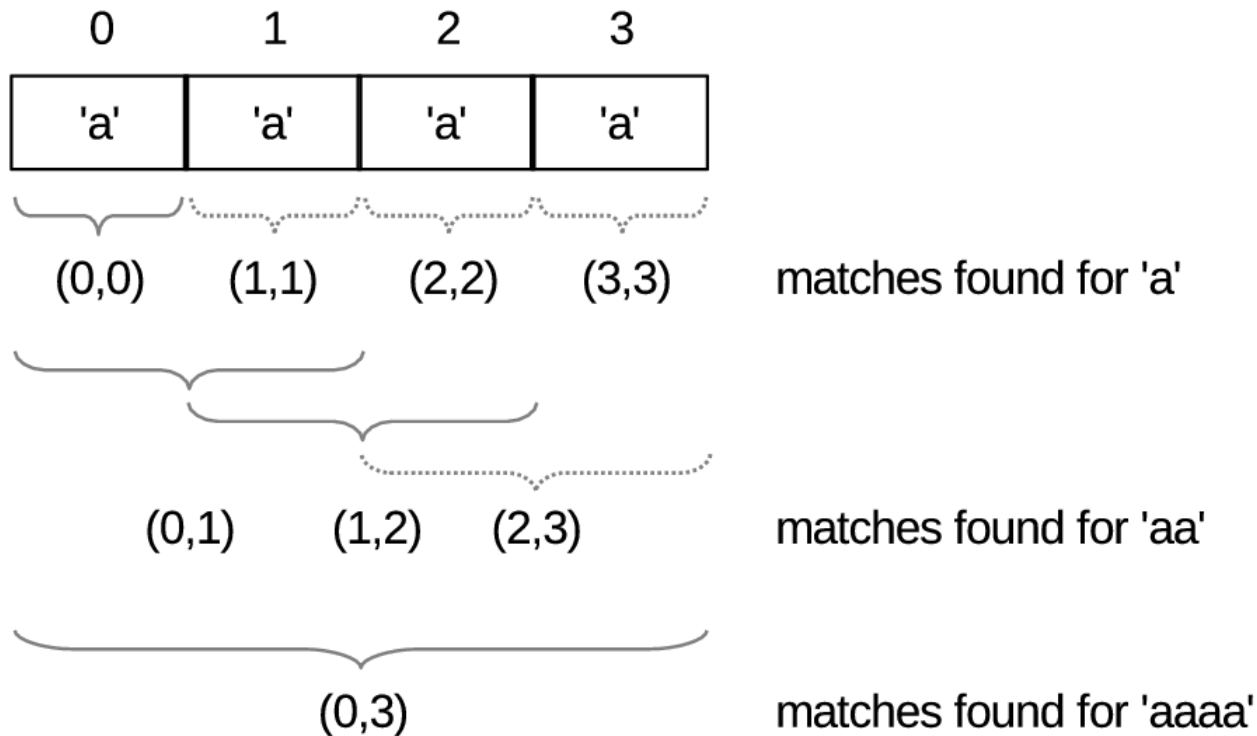 0 1 2 3
'a' 'a' 'a' 'a'
(0,0) (1,1) (2,2) (3,3) matches found for 'a'
(0,1) (1,2) (2,3) matches found for 'aa'
(0,3) matches found for 'aaaa'